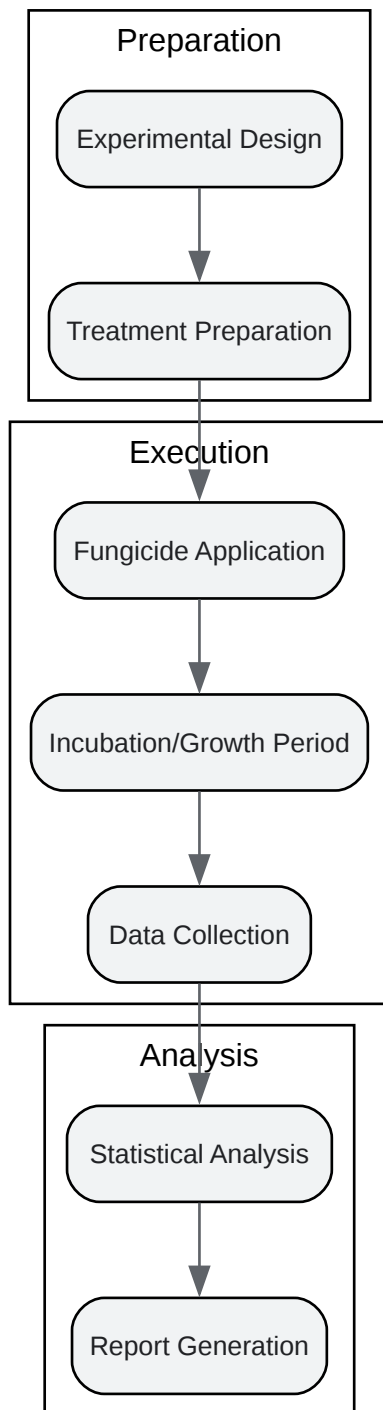 Preparation
Experimental Design
Treatment Preparation
Execution
Fungicide Application
Incubation/Growth Period
Data Collection
Analysis
Statistical Analysis
Report Generation